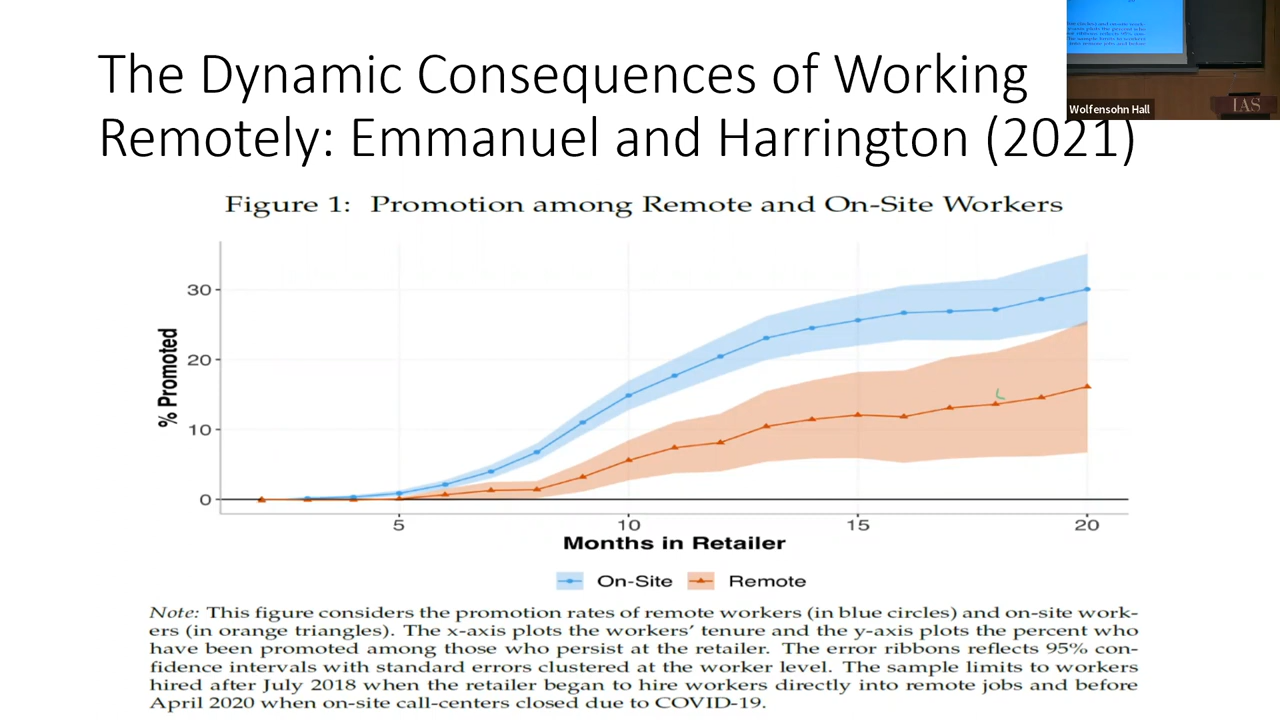 The Dynamic Consequences of Working
Remotely: Emmanuel and Harrington (2021)
Wolfensohn Hall
IAS
Figure 1: Promotion among Remote and On-Site Workers
% Promoted
30
20
10
0
5
10
15
20
Months in Retailer
On-Site
Remote
Note: This figure considers the promotion rates of remote workers (in blue circles) and on-site work-
ers (in orange triangles). The x-axis plots the workers' tenure and the y-axis plots the percent who
have been promoted among those who persist at the retailer. The error ribbons reflects 95% con-
fidence intervals with standard errors clustered at the worker level. The sample limits to workers
hired after July 2018 when the retailer began to hire workers directly into remote jobs and before
April 2020 when on-site call-centers closed due to COVID-19.